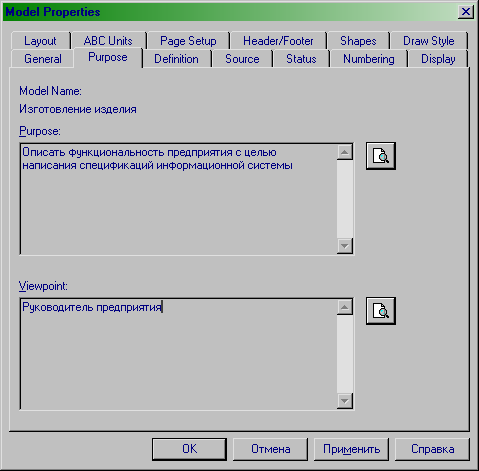 Model Properties
Layout ABC Units Page Setup Header/Footer Shapes Draw Style
General Purpose Definition Source Status Numbering Display
Model Name:
Изготовление изделия
Purpose:
Описать функциональность предприятия с целью
написания спецификаций информационной системы
Viewpoint:
Руководитель предприятия
OK Отмена Применить Справка